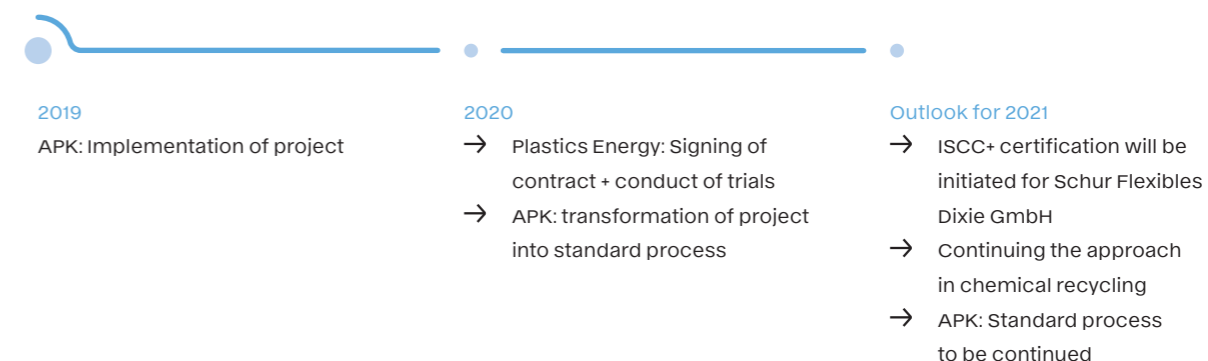 2019
APK: Implementation of project
2020
→ Plastics Energy: Signing of
contract + conduct of trials
→ APK: transformation of project
into standard process
Outlook for 2021
→ ISCC+ certification will be
initiated for Schur Flexibles
Dixie GmbH
→ Continuing the approach
in chemical recycling
→ APK: Standard process
to be continued